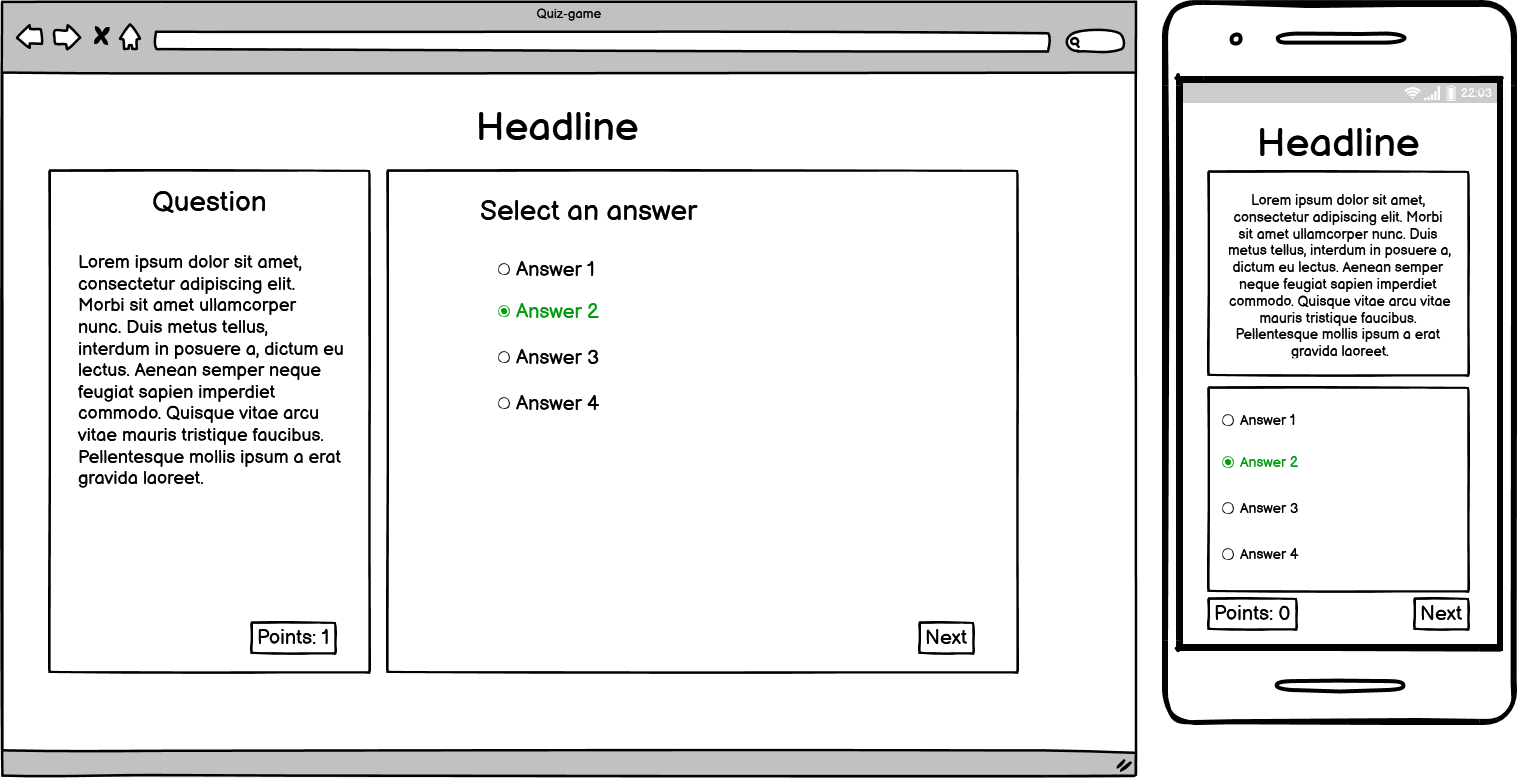 Quiz-game
Headline
Question
Lorem ipsum dolor sit amet,
consectetur adipiscing elit.
Morbi sit amet ullamcorper
nunc. Duis metus tellus,
interdum in posuere a, dictum eu
lectus. Aenean semper neque
feugiat sapien imperdiet
commodo. Quisque vitae arcu
vitae mauris tristique faucibus.
Pellentesque mollis ipsum a erat
gravida laoreet.
Points: 1
Select an answer
Answer 1
Answer 2
Answer 3
Answer 4
Next
22:03
Headline
Lorem ipsum dolor sit amet,
consectetur adipiscing elit. Morbi
sit amet ullamcorper nunc. Duis
metus tellus, interdum in posuere a,
dictum eu lectus. Aenean semper
neque feugiat sapien imperdiet
commodo. Quisque vitae arcu vitae
mauris tristique faucibus.
Pellentesque mollis ipsum a erat
gravida laoreet.
Answer 1
Answer 2
Answer 3
Answer 4
Points: 0
Next